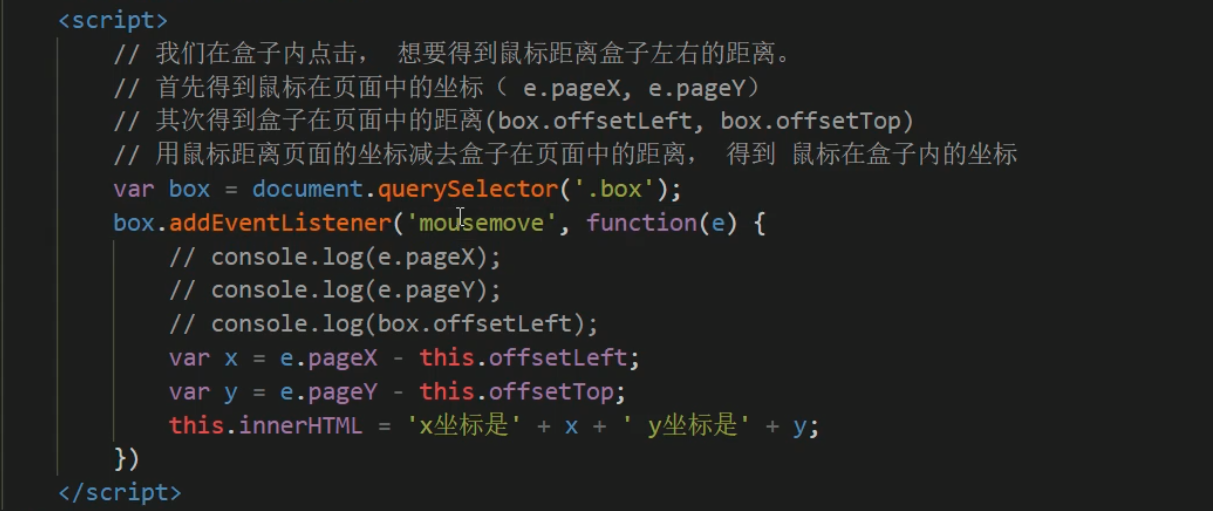 <script>
// 我们在盒子内点击， 想要得到鼠标距离盒子左右的距离。
// 首先得到鼠标在页面中的坐标（ e.pageX, e.pageY）
// 其次得到盒子在页面中的距离(box.offsetLeft, box.offsetTop)
// 用鼠标距离页面的坐标减去盒子在页面中的距离， 得到 鼠标在盒子内的坐标
var box = document.querySelector('.box');
box.addEventListener('mousemove', function(e) {
// console.log(e.pageX);
// console.log(e.pageY);
// console.log(box.offsetLeft);
var x = e.pageX - this.offsetLeft;
var y = e.pageY - this.offsetTop;
this.innerHTML = 'x坐标是' + x + ' y坐标是' + y;
})
</script>